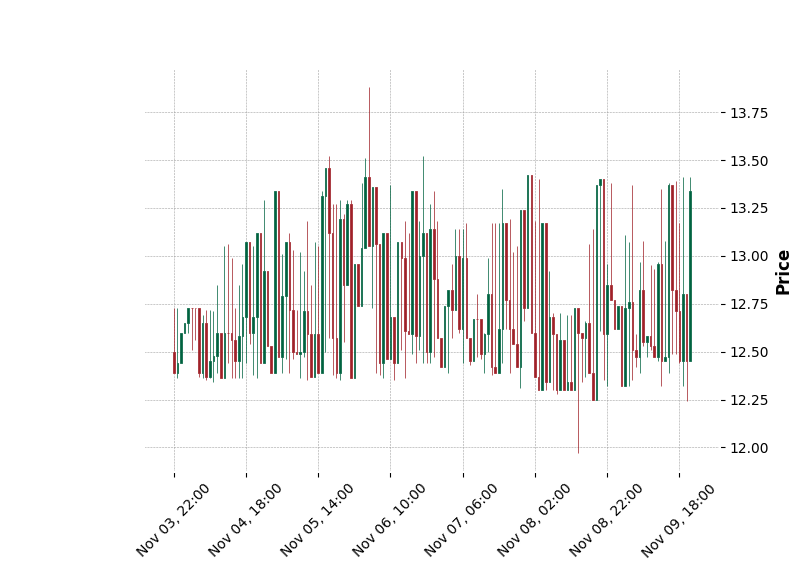 13.75
13.50
13.25
13.00
12.75
12.50
12.25
12.00
Price
Nov 03, 22:00
Nov 04, 18:00
Nov 05, 14:00
Nov 06, 10:00
Nov 07, 06:00
Nov 08, 02:00
Nov 08, 22:00
Nov 09, 18:00